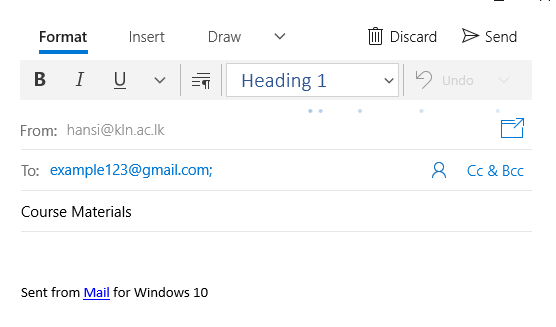 Format Insert Draw Discard Send
B I U Heading 1 Undo
From: hansi@kln.ac.lk
To: example123@gmail.com; Cc & Bcc
Course Materials
Sent from Mail for Windows 10